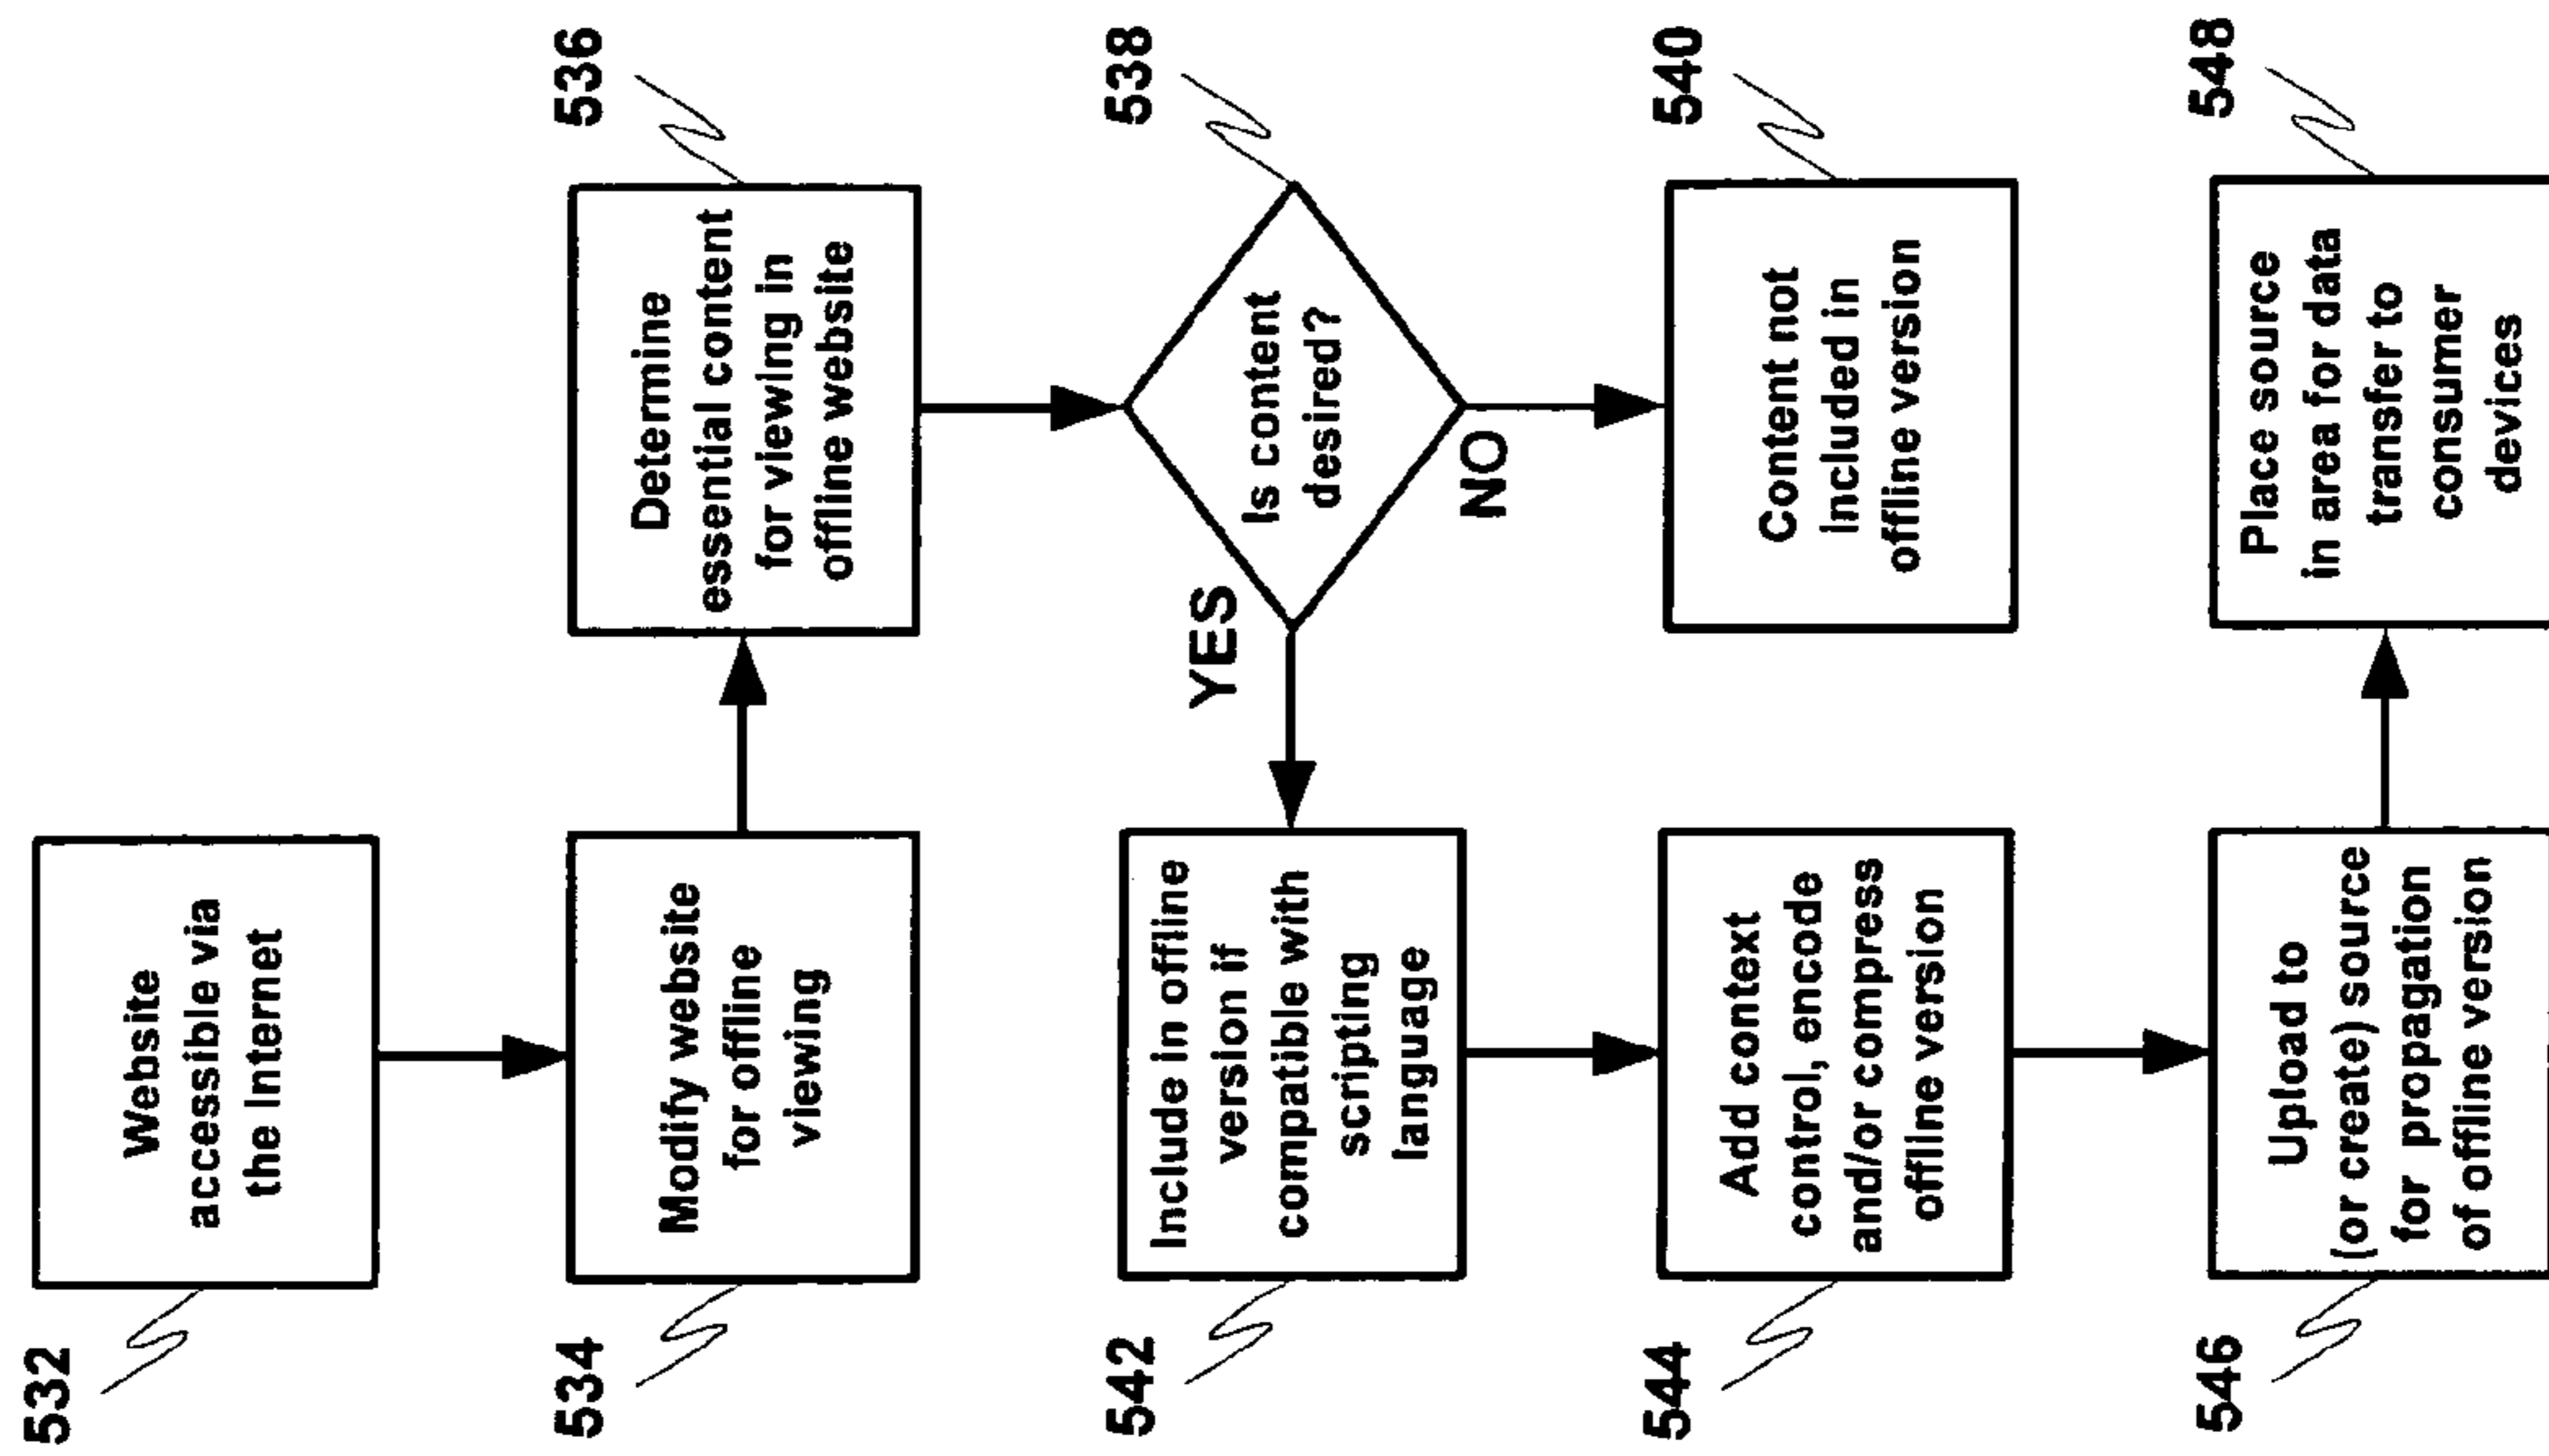 532
Website
accessible via
the Internet
534
Modify website
for offline
viewing
536
Determine
essential content
for viewing in
offline website
538
Is content
desired?
YES
NO
540
Content not
included in
offline version
542
Include in offline
version if
compatible with
scripting
language
544
Add context
control, encode
and/or compress
offline version
546
Upload to
(or create) source
for propagation
of offline version
548
Place source
in area for data
transfer to
consumer
devices